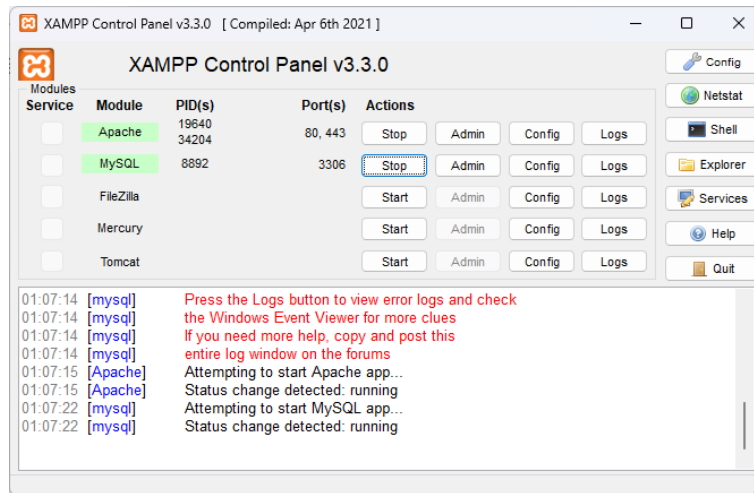 XAMPP Control Panel v3.3.0 [ Compiled: Apr 6th 2021 ]
XAMPP Control Panel v3.3.0
Config
Modules
Service Module PID(s) Port(s) Actions
Netstat
Apache 19640 34204 80, 443 Stop Admin Config Logs
Shell
MySQL 8892 3306 Stop Admin Config Logs
Explorer
FileZilla Start Admin Config Logs
Services
Mercury Start Admin Config Logs
Help
Tomcat Start Admin Config Logs
Quit
01:07:14 [mysql] Press the Logs button to view error logs and check
01:07:14 [mysql] the Windows Event Viewer for more clues
01:07:14 [mysql] If you need more help, copy and post this
01:07:14 [mysql] entire log window on the forums
01:07:15 [Apache] Attempting to start Apache app...
01:07:15 [Apache] Status change detected: running
01:07:22 [mysql] Attempting to start MySQL app...
01:07:22 [mysql] Status change detected: running